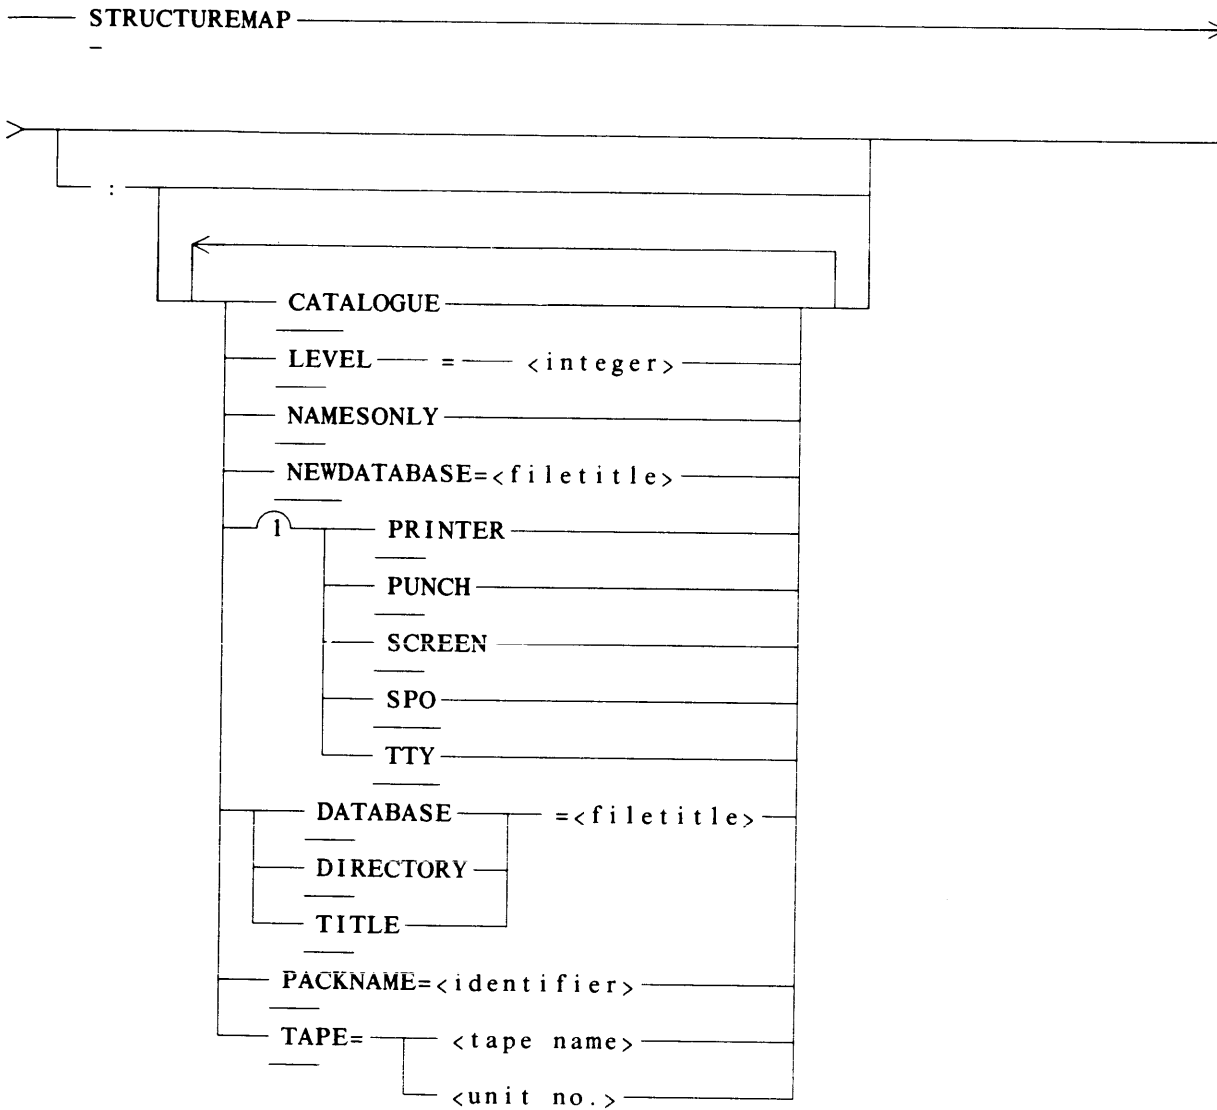 STRUCTUREMAP
:
CATALOGUE
LEVEL = <integer>
NAMESONLY
NEWDATABASE=<filetitle>
1 PRINTER
PUNCH
SCREEN
SPO
TTY
DATABASE =<filetitle>
DIRECTORY
TITLE
PACKNAME=<identifier>
TAPE= <tape name>
<unit no.>